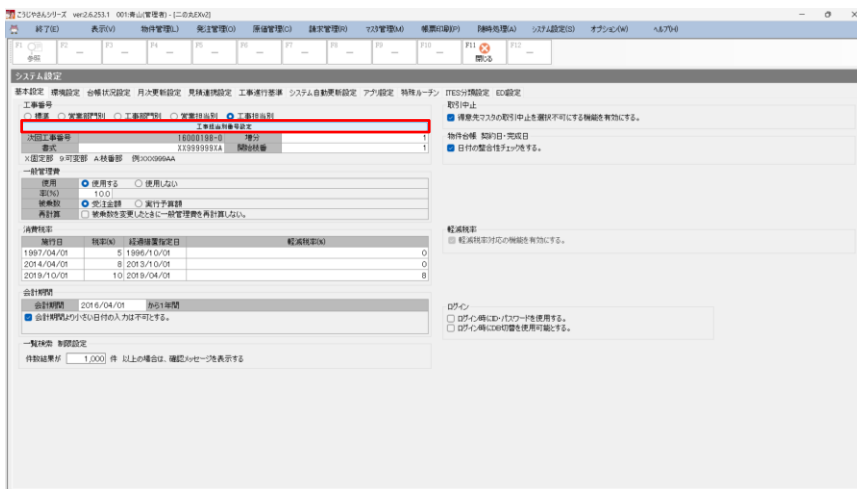 こうじやさんシリーズ ver:2.6.253.1 001:青山(管理者) - [二の丸EXv2]
終了(E) 表示(V) 物件管理(L) 発注管理(O) 原価管理(C) 請求管理(R) マスタ管理(M) 帳票印刷(P) 随時処理(A) システム設定(S) オプション(W) ヘルプ(H)
F1 F2 F3 F4 F5 F6 F7 F8 F9 F10 F11 F12
参照 閉じる
システム設定
基本設定 環境設定 台帳状況設定 月次更新設定 見積連携設定 工事進行基準 システム自動更新設定 アプリ設定 特殊ルーチン ITES分類設定 EDI設定
工事番号
標準 営業部門別 工事部門別 営業担当別 工事担当別
工事担当別番号設定
次回工事番号 16000198-0 増分 1
書式 XX999999XA 開始枝番 1
X:固定部 9:可変部 A:枝番部 例:XXX999AA
一般管理費
使用 使用する 使用しない
率(%) 10.0
被乗数 受注金額 実行予算額
再計算 被乗数を変更したときに一般管理費を再計算しない。
消費税率
施行日 税率(%) 経過措置指定日 軽減税率(%)
1997/04/01 5 1996/10/01 0
2014/04/01 8 2013/10/01 0
2019/10/01 10 2019/04/01 8
会計期間
会計期間 2016/04/01 から1年間
会計期間より小さい日付の入力は不可とする。
一覧検索 制限設定
件数結果が 1,000 件 以上の場合は、確認メッセージを表示する
取引中止
得意先マスタの取引中止を選択不可にする機能を有効にする。
物件台帳 契約日・完成日
日付の整合性チェックをする。
軽減税率
軽減税率対応の機能を有効にする。
ログイン
ログイン時にID・パスワードを使用する。
ログイン時にDB切替を使用可能とする。